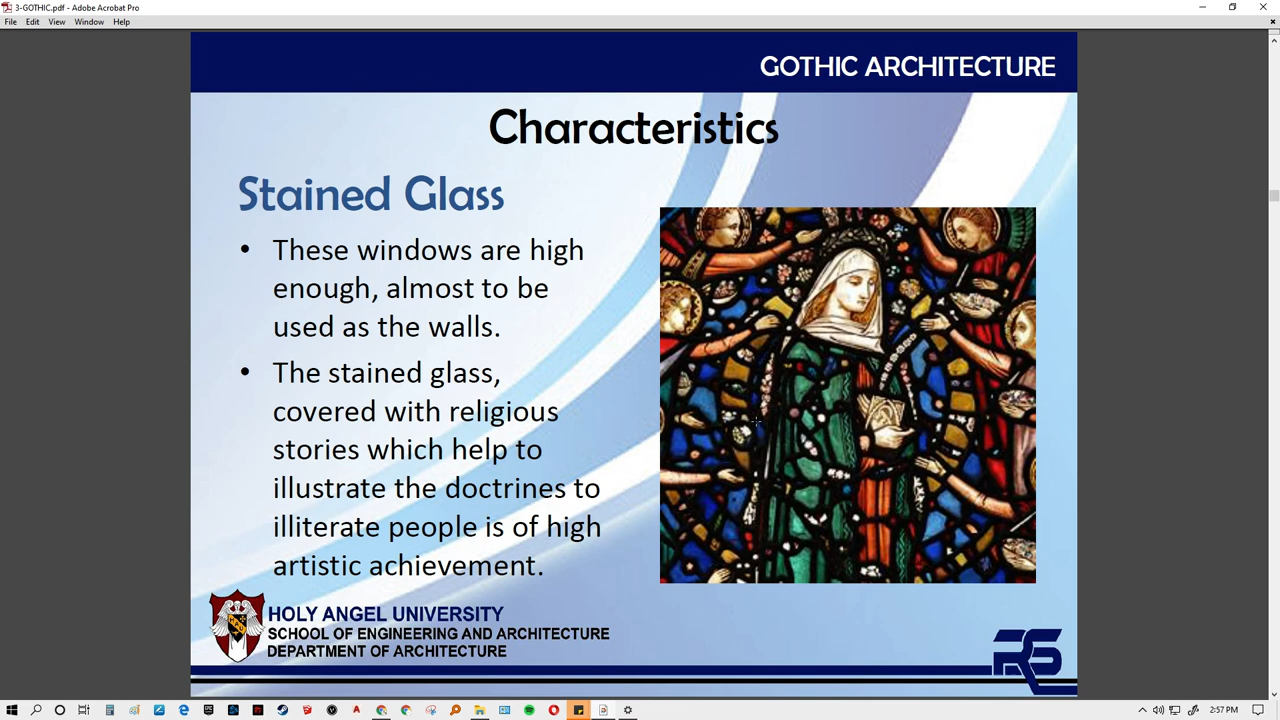 3-GOTHIC.pdf - Adobe Acrobat Pro
File Edit View Window Help
GOTHIC ARCHITECTURE
Characteristics
Stained Glass
• These windows are high
enough, almost to be
used as the walls.
• The stained glass,
covered with religious
stories which help to
illustrate the doctrines to
illiterate people is of high
artistic achievement.
HOLY ANGEL UNIVERSITY
SCHOOL OF ENGINEERING AND ARCHITECTURE
DEPARTMENT OF ARCHITECTURE
2:57 PM